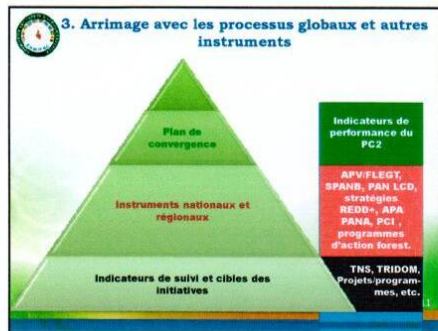 3. Arrimage avec les processus globaux et autres
instruments
Plan de
convergence
Indicateurs de
performance du
PC2
Instruments nationaux et
régionaux
APV/FLEGT,
SPANB, PAN LCD,
stratégies
REDD+, APA
PANA, PCI ,
programmes
d'action forest.
Indicateurs de suivi et cibles des
initiatives
TNS, TRIDOM,
Projets/program-
mes, etc.
11